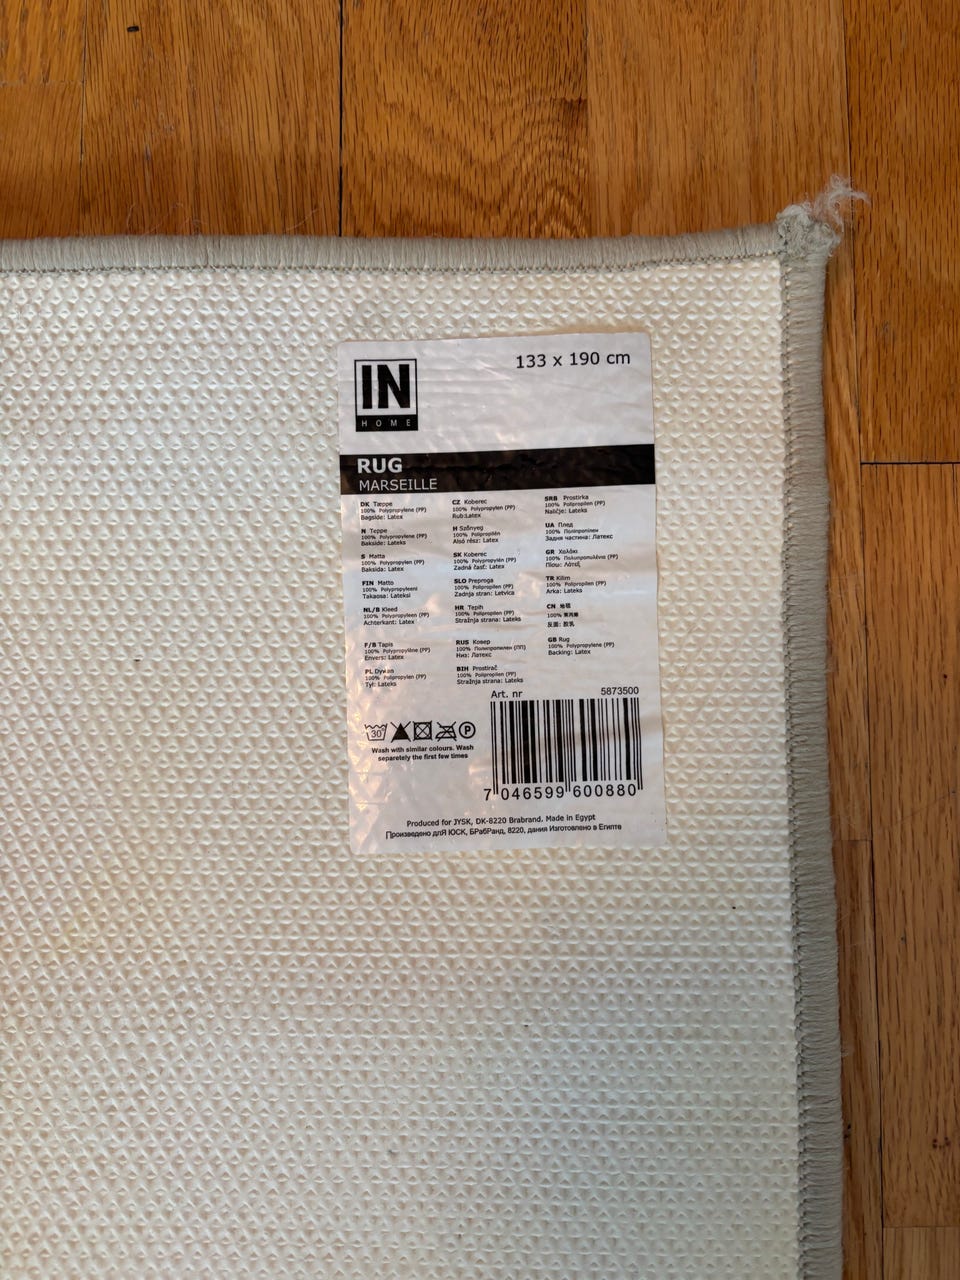 IN
HOME
133 x 190 cm
RUG
MARSEILLE
DK Tæppe
100% Polypropylene (PP)
Bagside: Latex
N Teppe
100% Polypropylene (PP)
Bakside: Lateks
S Matta
100% Polypropylen (PP)
Baksida: Latex
FIN Matto
100% Polypropyleeni
Takaosa: Lateksi
NL/B Kleed
100% Polypropyleen (PP)
Achterkant: Latex
F/B Tapis
100% Polypropylène (PP)
Envers: Latex
PL Dywan
100% Polipropylen (PP)
Tył: Lateks
CZ Koberec
100% Polypropylen (PP)
Rub:Latex
H Szőnyeg
100% Polipropilén
Alsó rész: Latex
SK Koberec
100% Polypropylén (PP)
Zadná časť: Latex
SLO Preproga
100% Polipropilen (PP)
Zadnja stran: Letvica
HR Tepih
100% Polipropilen (PP)
Stražnja strana: Lateks
RUS Ковер
100% Полипропилен (ПП)
Низ: Латекс
BIH Prostirač
100% Polipropilen (PP)
Stražnja strana: Lateks
SRB Prostirka
100% Polipropilen (PP)
Naličje: Lateks
UA Плед
100% Поліпропілен
Задня частина: Латекс
GR Χαλάκι
100% Πολυπροπυλένιο (PP)
Πίσω: Λάτεξ
TR Kilim
100% Polipropilen (PP)
Arka: Lateks
CN 地毯
100% 聚丙烯
反面: 胶乳
GB Rug
100% Polypropylene (PP)
Backing: Latex
Art. nr 5873500
30 P
Wash with similar colours. Wash
separately the first few times
7 046599 600880
Produced for JYSK, DK-8220 Brabrand. Made in Egypt
Произведено длЯ ЮСК, БРабРанд, 8220, дания Изготовлено в Египте